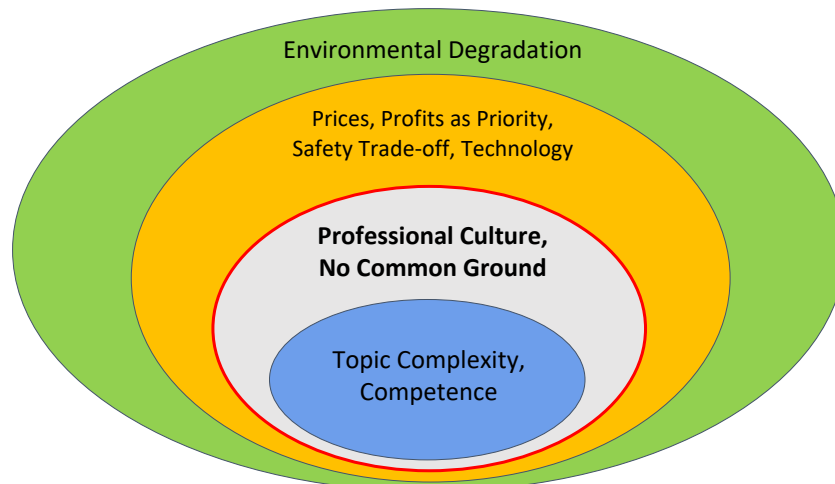 Environmental Degradation
Prices, Profits as Priority,
Safety Trade-off, Technology
Professional Culture,
No Common Ground
Topic Complexity,
Competence